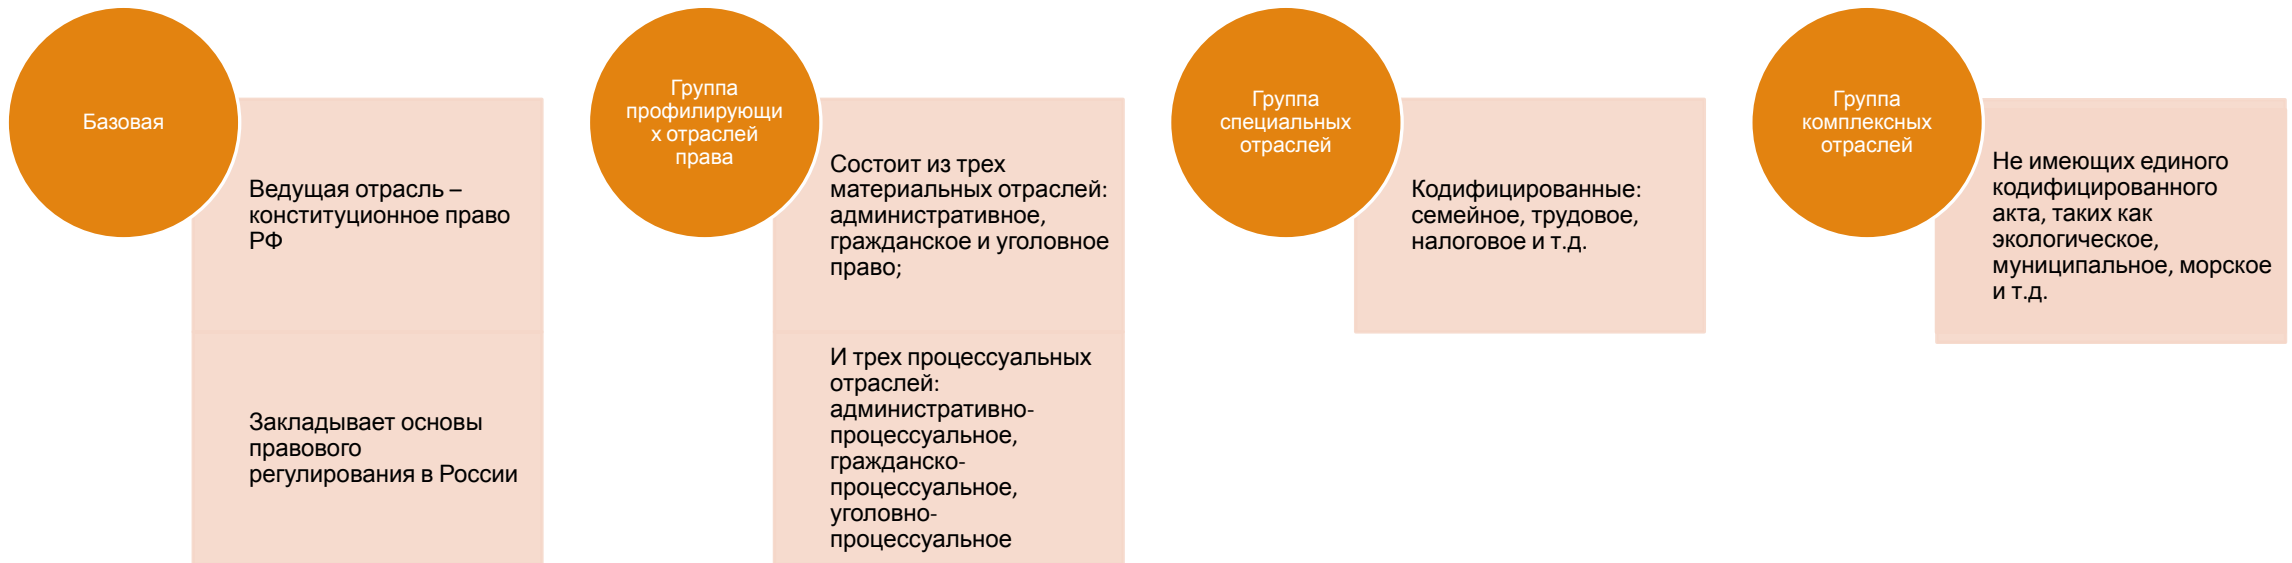 Базовая
Ведущая отрасль –
конституционное право
РФ
Закладывает основы
правового
регулирования в России
Группа
профилирующи
х отраслей
права
Состоит из трех
материальных отраслей:
административное,
гражданское и уголовное
право;
И трех процессуальных
отраслей:
административно-
процессуальное,
гражданско-
процессуальное,
уголовно-
процессуальное
Группа
специальных
отраслей
Кодифицированные:
семейное, трудовое,
налоговое и т.д.
Группа
комплексных
отраслей
Не имеющих единого
кодифицированного
акта, таких как
экологическое,
муниципальное, морское
и т.д.